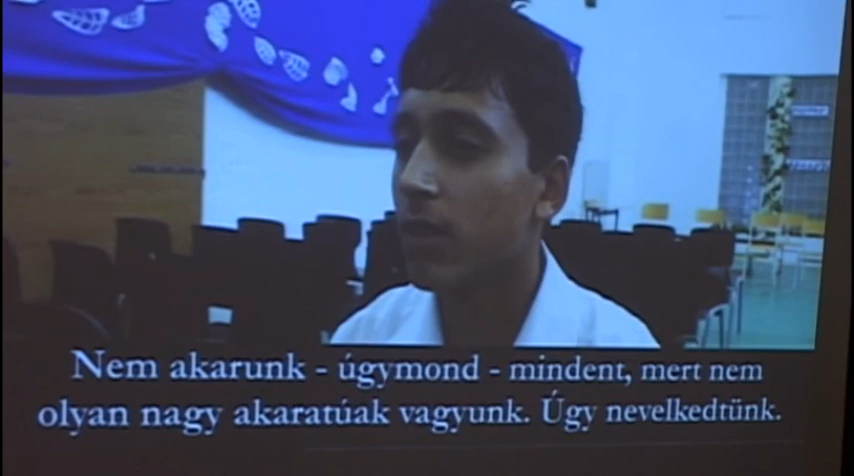 Nem akarunk - úgymond - mindent, mert nem
olyan nagy akaratúak vagyunk. Úgy nevelkedtünk.